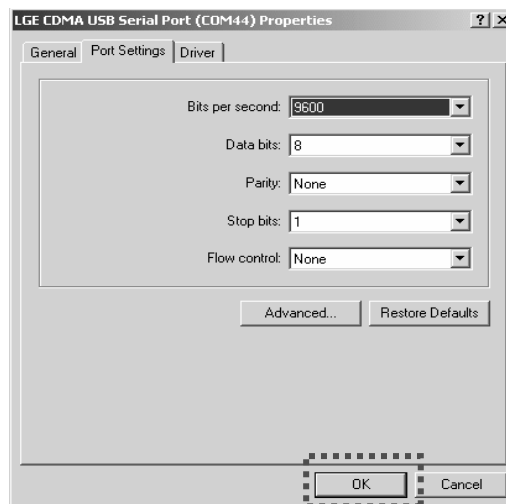 LGE CDMA USB Serial Port (COM44) Properties
General Port Settings Driver
Bits per second: 9600
Data bits: 8
Parity: None
Stop bits: 1
Flow control: None
Advanced... Restore Defaults
OK Cancel